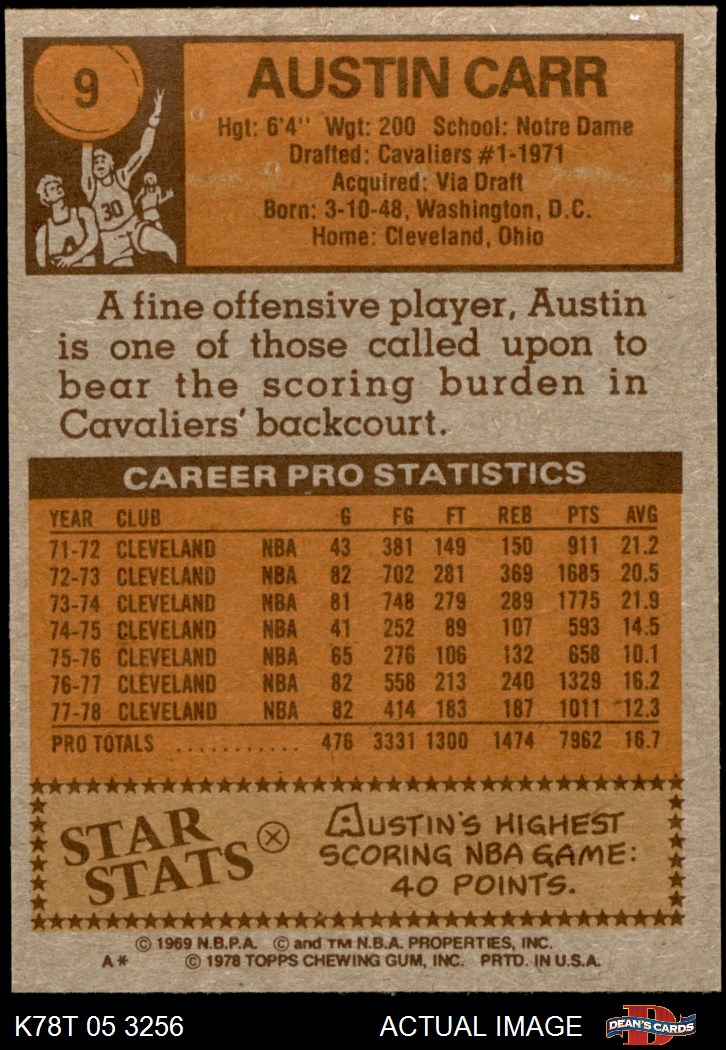 9
30
AUSTIN CARR
Hgt: 6'4" Wgt: 200 School: Notre Dame
Drafted: Cavaliers #1-1971
Acquired: Via Draft
Born: 3-10-48, Washington, D.C.
Home: Cleveland, Ohio
A fine offensive player, Austin
is one of those called upon to
bear the scoring burden in
Cavaliers' backcourt.
CAREER PRO STATISTICS
YEAR CLUB G FG FT REB PTS AVG
71-72 CLEVELAND NBA 43 381 149 150 911 21.2
72-73 CLEVELAND NBA 82 702 281 369 1685 20.5
73-74 CLEVELAND NBA 81 748 279 289 1775 21.9
74-75 CLEVELAND NBA 41 252 89 107 593 14.5
75-76 CLEVELAND NBA 65 276 106 132 658 10.1
76-77 CLEVELAND NBA 82 558 213 240 1329 16.2
77-78 CLEVELAND NBA 82 414 183 187 1011 12.3
PRO TOTALS ........... 476 3331 1300 1474 7962 16.7
STAR
STATS
AUSTIN'S HIGHEST
SCORING NBA GAME:
40 POINTS.
© 1969 N.B.P.A. © and TM N.B.A. PROPERTIES, INC.
A* © 1978 TOPPS CHEWING GUM, INC. PRTD. IN U.S.A.
K78T 05 3256 ACTUAL IMAGE D DEAN'S CARDS